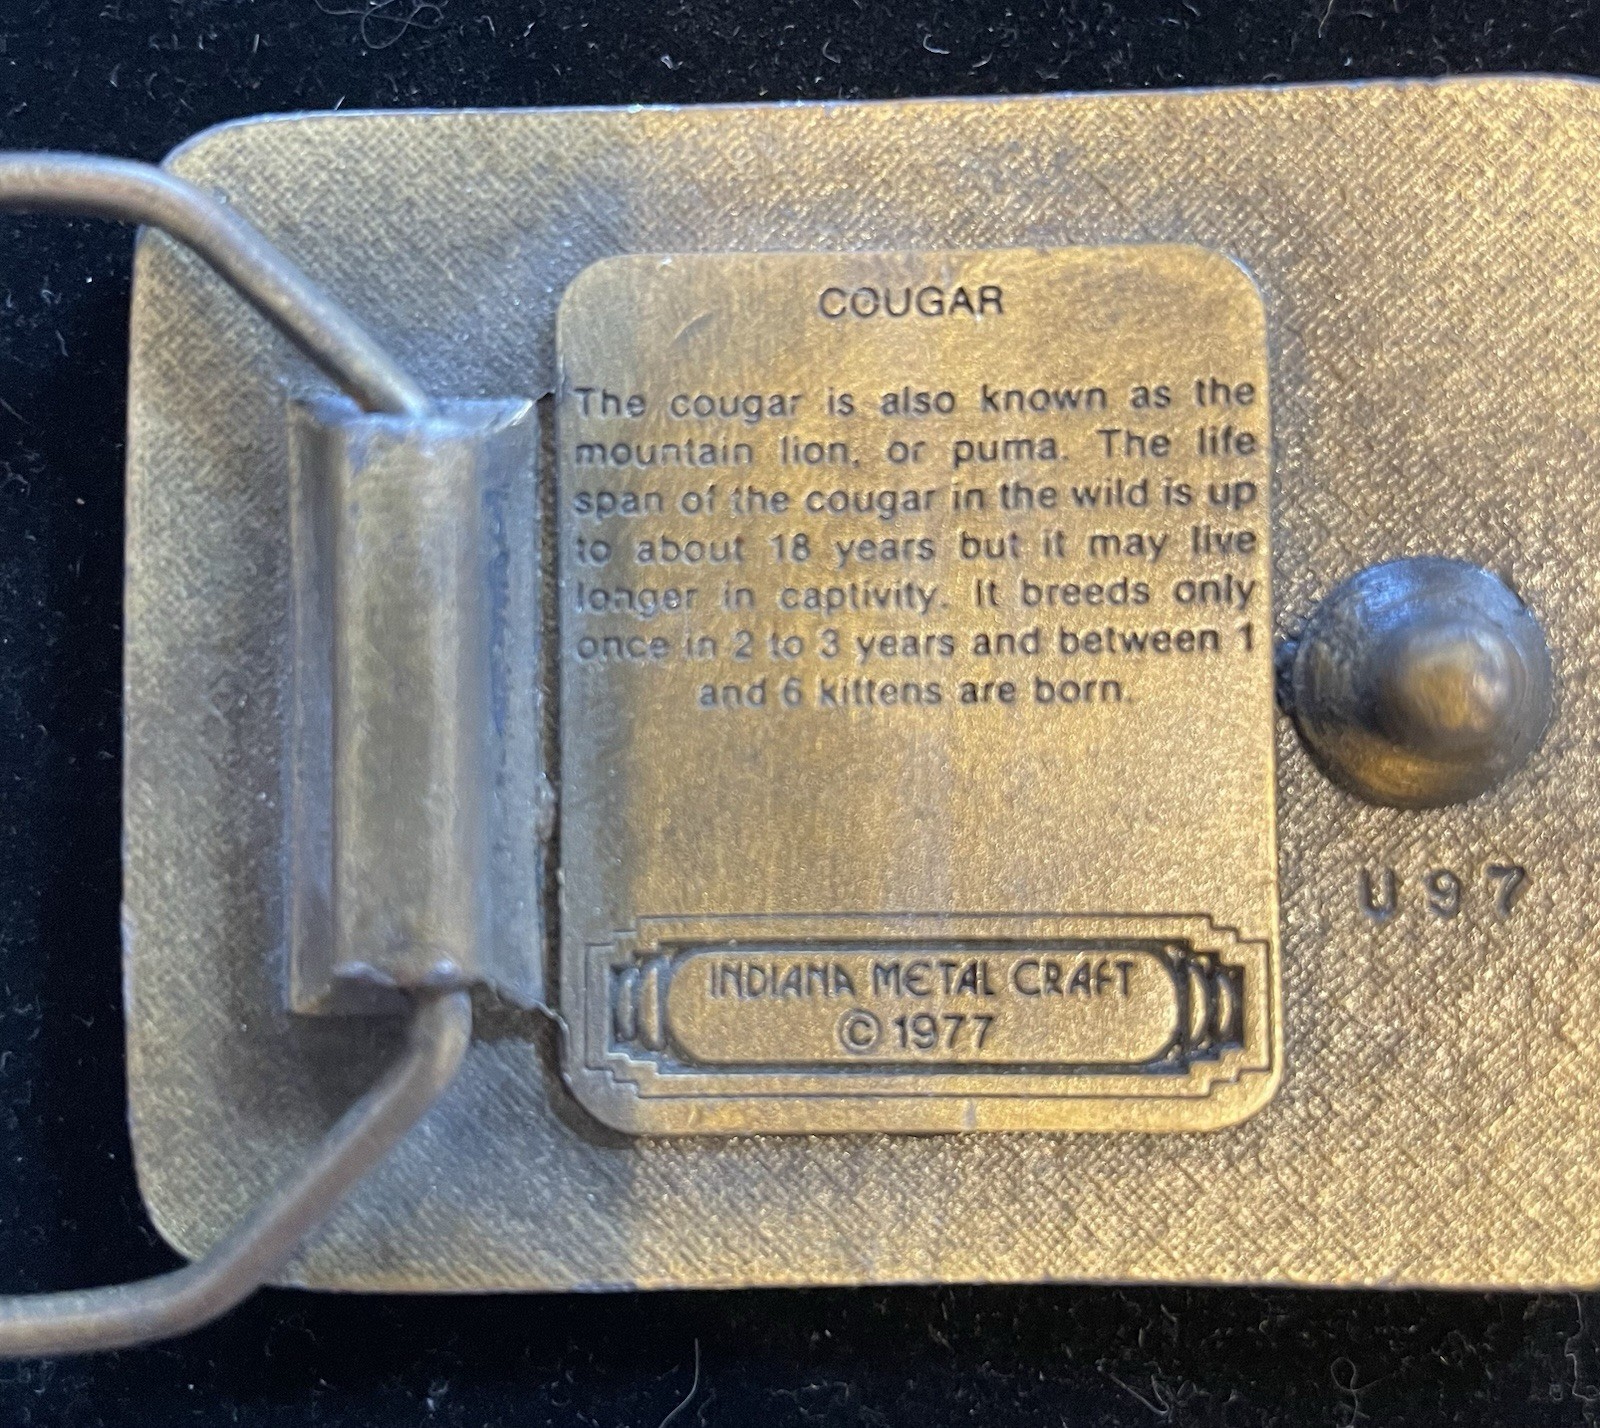 COUGAR
The cougar is also known as the
mountain lion, or puma. The life
span of the cougar in the wild is up
to about 18 years but it may live
longer in captivity. It breeds only
once in 2 to 3 years and between 1
and 6 kittens are born.
INDIANA METAL CRAFT
© 1977
U97